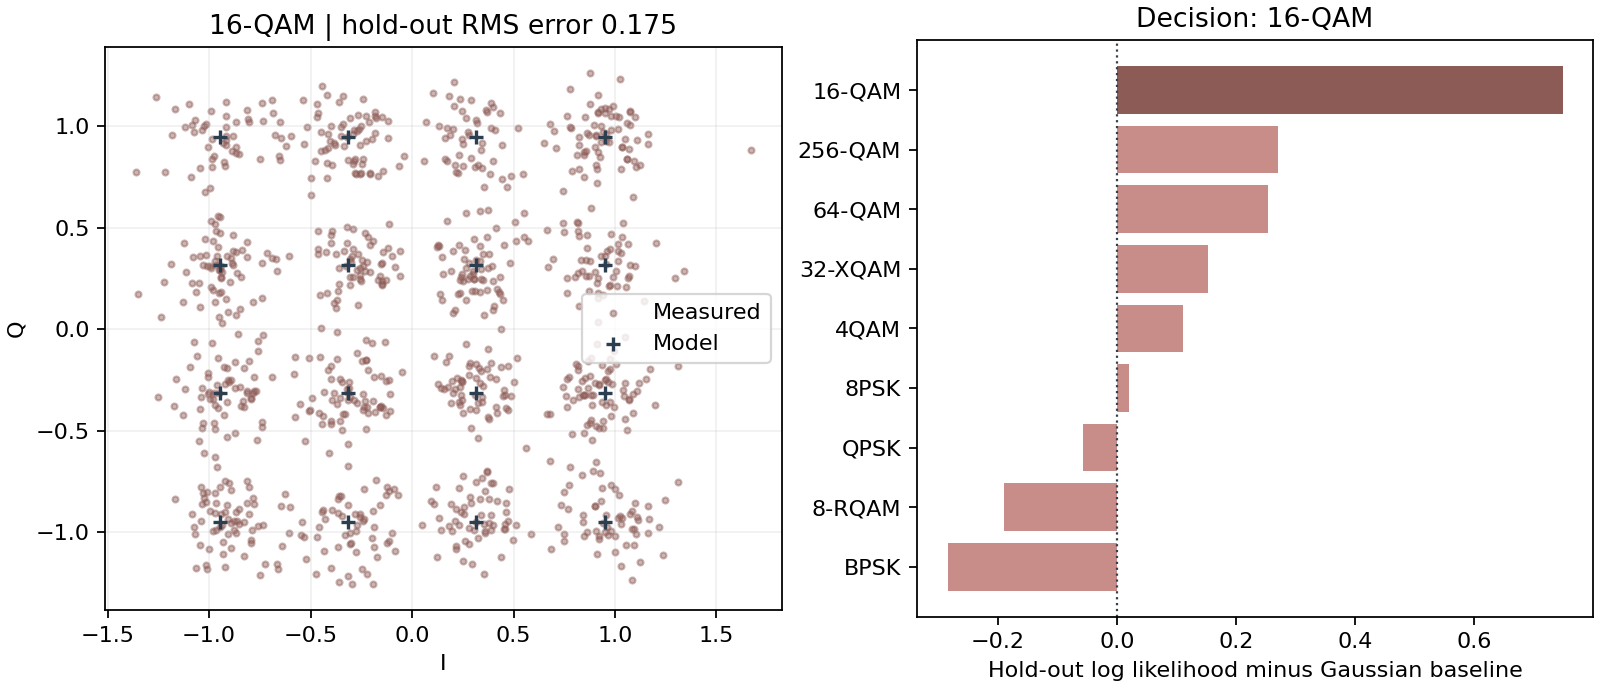 16-QAM | hold-out RMS error 0.175
Q
1.0
0.5
0.0
−0.5
−1.0
−1.5
−1.0
−0.5
0.0
0.5
1.0
1.5
I
Measured
Model
Decision: 16-QAM
16-QAM
256-QAM
64-QAM
32-XQAM
4QAM
8PSK
QPSK
8-RQAM
BPSK
−0.2
0.0
0.2
0.4
0.6
Hold-out log likelihood minus Gaussian baseline